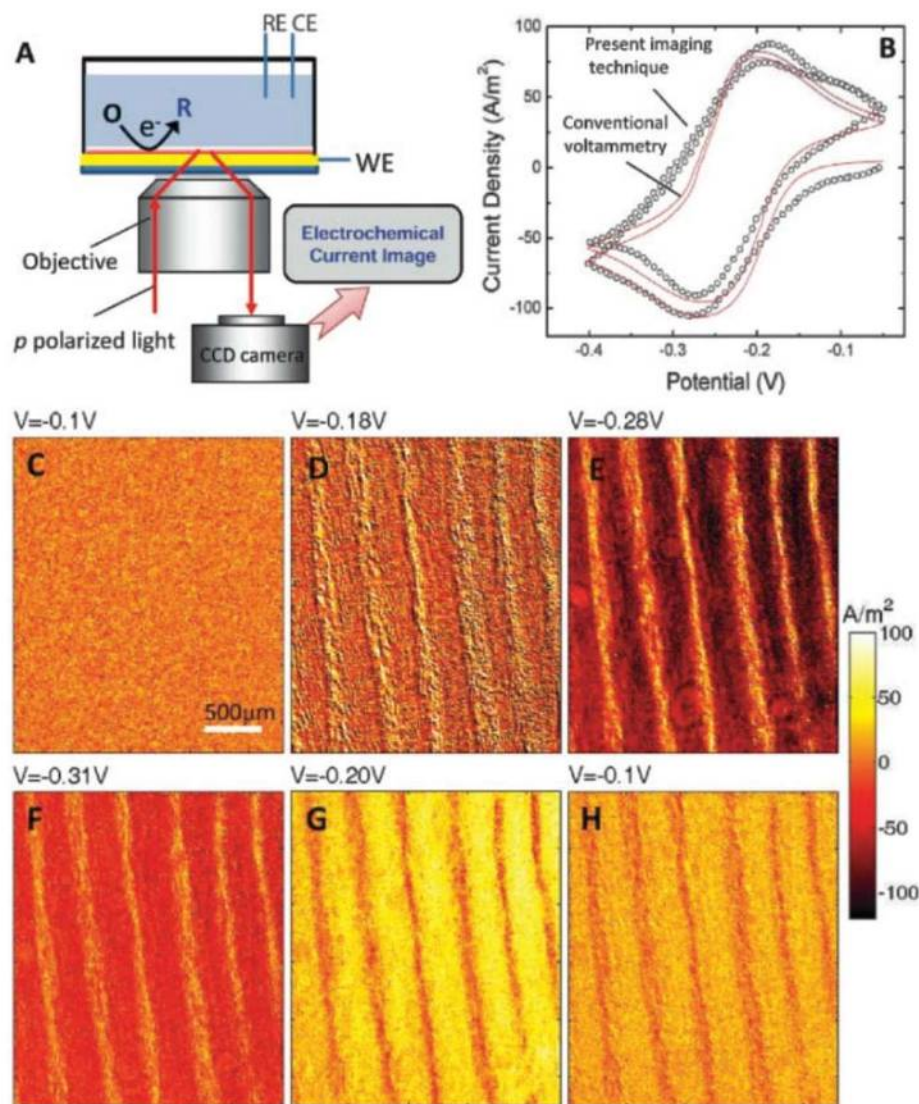 A
RE CE
O
R
e-
WE
Objective
p polarized light
CCD camera
Electrochemical
Current Image
B
Present imaging
technique
Conventional
voltammetry
Current Density (A/m²)
100
50
0
-50
-100
-0.4 -0.3 -0.2 -0.1
Potential (V)
V=-0.1V
C
500µm
V=-0.18V
D
V=-0.28V
E
A/m²
100
50
0
-50
-100
V=-0.31V
F
V=-0.20V
G
V=-0.1V
H